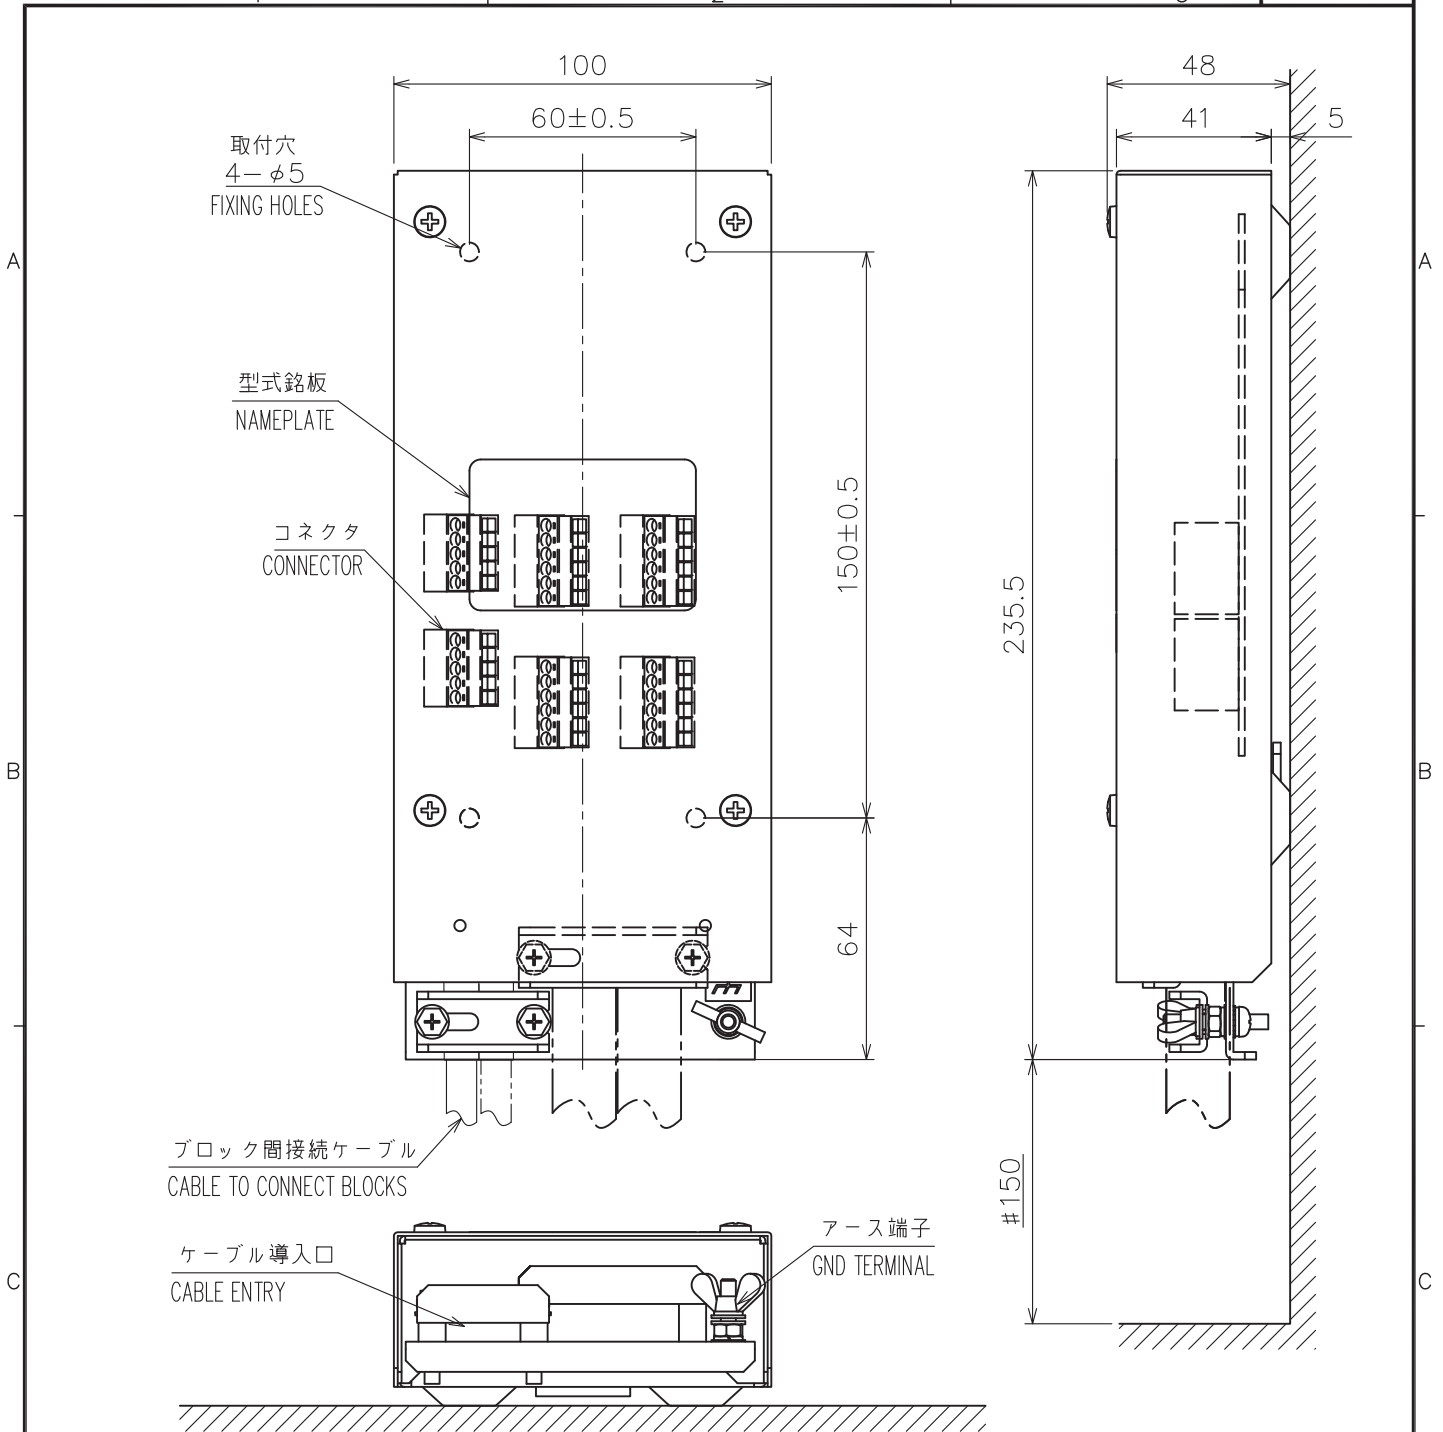 100
48
60±0.5
41
5
取付穴
4-φ5
FIXING HOLES
A
A
型式銘板
NAMEPLATE
150±0.5
コネクタ
CONNECTOR
235.5
B
B
64
ブロック間接続ケーブル
CABLE TO CONNECT BLOCKS
#150
アース端子
GND TERMINAL
ケーブル導入口
CABLE ENTRY
C
C